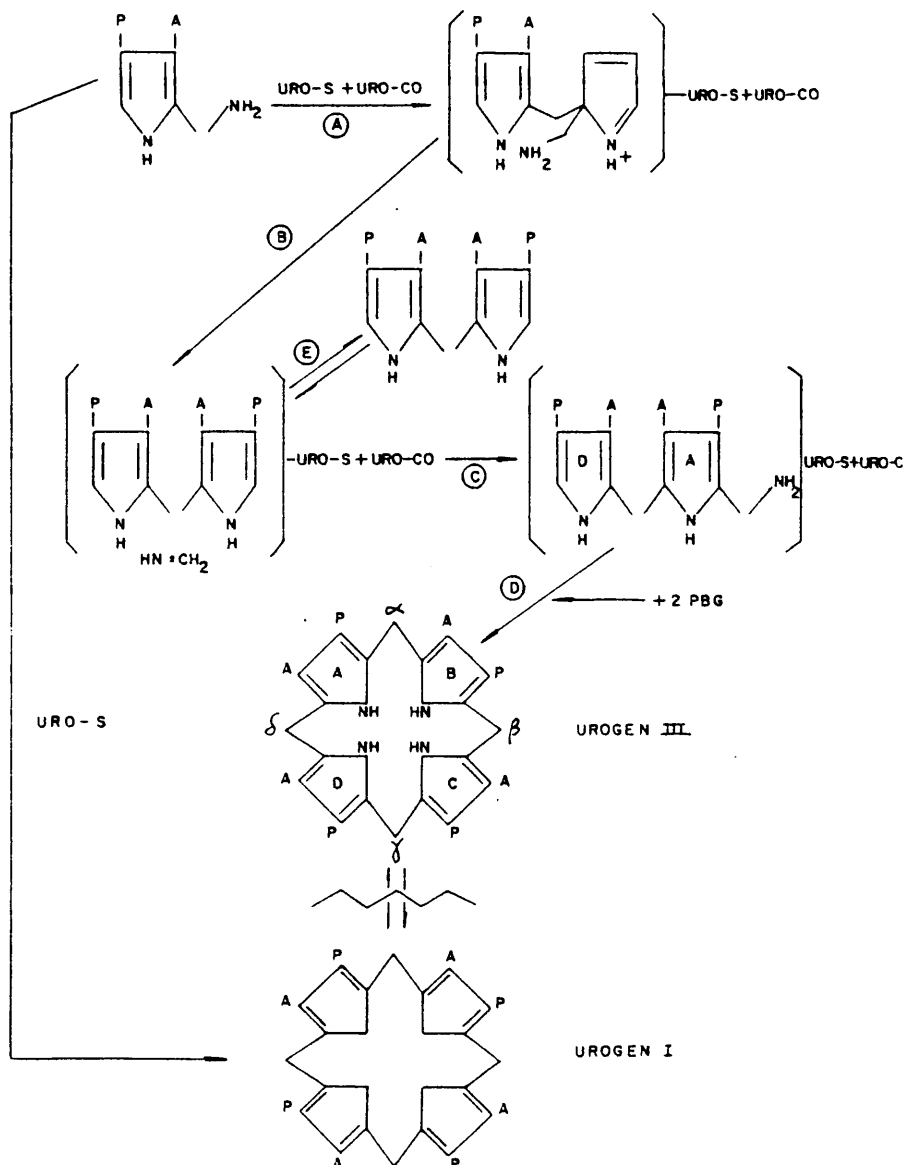 P A
NH2
N
H
URO-S + URO-CO
A
P A
N
H
NH2
N
H +
URO-S + URO-CO
B
P A A P
N
H
N
H
E
P A A P
N
H
N
H
HN=CH2
URO-S + URO-CO
C
P A A P
D A
N
H
N
H
NH2
URO-S+URO-C
D
+ 2 PBG
α
P A
A A B P
NH HN
URO-S
δ β
UROGEN III
NH HN
A D C A
P P
γ
P A
A P
UROGEN I
P A
A P